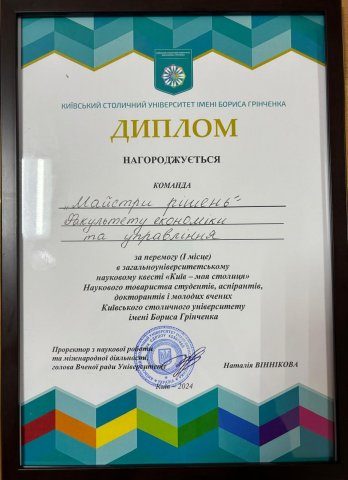 КИЇВСЬКИЙ СТОЛИЧНИЙ УНІВЕРСИТЕТ ІМЕНІ БОРИСА ГРІНЧЕНКА
ДИПЛОМ
НАГОРОДЖУЄТЬСЯ
КОМАНДА
„Майстри рішень"
Факультету економіки
та управління
за перемогу (І місце)
в загальноуніверситетському
науковому квесті «Київ – моя столиця»
Наукового товариства студентів, аспірантів,
докторантів і молодих вчених
Київського столичного університету
імені Бориса Грінченка
Проректор з наукової роботи
та міжнародної діяльності,
голова Вченої ради Університету
Наталія ВІННІКОВА
Київ – 2024